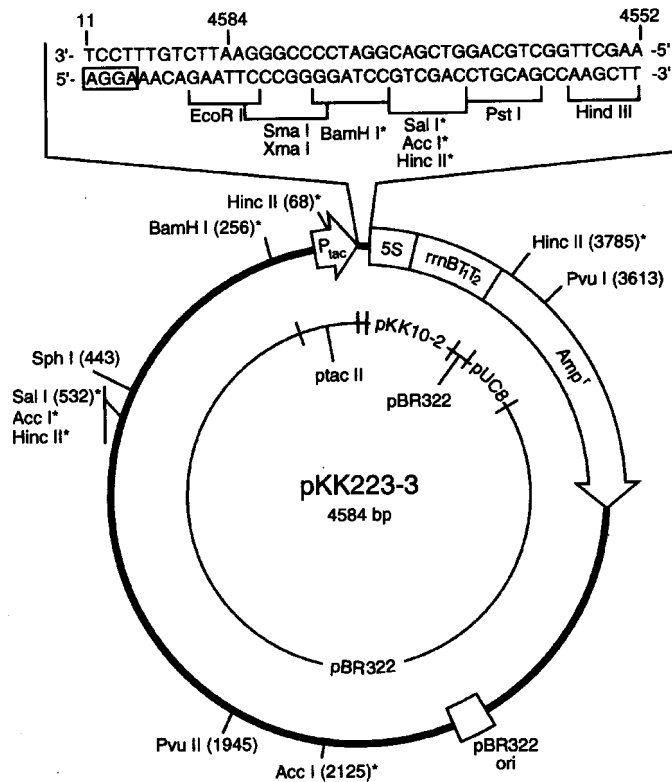 11 4584 4552
3'- TCCTTTGTCTTAAGGGCCCCTAGGCAGCTGGACGTCGGTTCGAA -5'
5'- AGGAAACAGAATTCCCGGGGATCCGTCGACCTGCAGCCAAGCTT -3'
EcoR I
Sma I
Xma I
BamH I*
Sal I*
Acc I*
Hinc II*
Pst I
Hind III
Hinc II (68)*
BamH I (256)*
Ptac
5S
rrnBT1T2
Hinc II (3785)*
Pvu I (3613)
Ampr
Sph I (443)
Sal I (532)*
Acc I*
Hinc II*
ptac II
pKK10-2
pBR322
pUC8
pKK223-3
4584 bp
pBR322
Pvu II (1945)
Acc I (2125)*
pBR322
ori